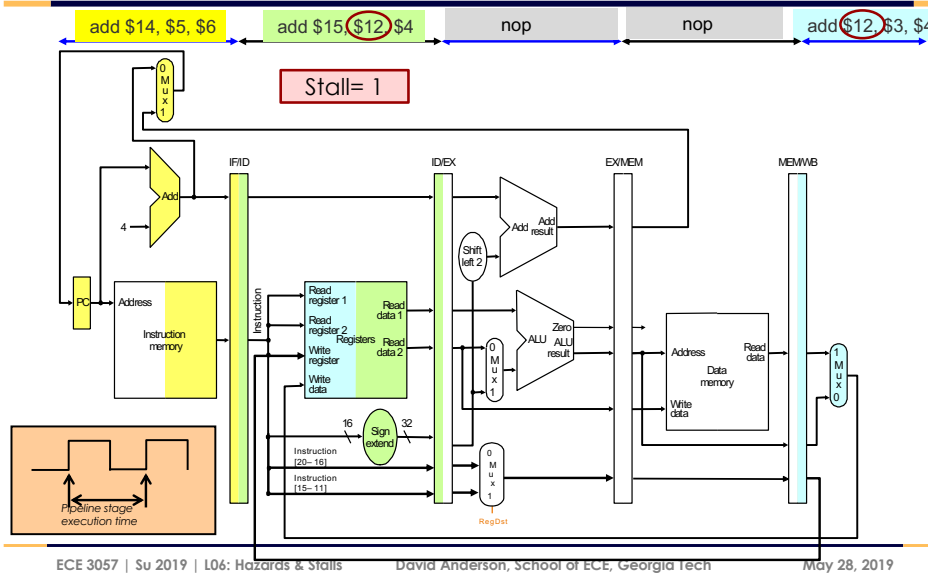 add $14, $5, $6
add $15, $12, $4
nop
nop
add $12, $3, $4
Stall= 1
0
M
u
x
1
IF/ID
ID/EX
EX/MEM
MEM/WB
Add
4
Add
Add
result
Shift
left 2
PC
Address
Instruction
memory
Instruction
Read
register 1
Read
register 2
Write
register
Write
data
Registers
Read
data 1
Read
data 2
0
M
u
x
1
Zero
ALU
ALU
result
Address
Read
data
Data
memory
Write
data
1
M
u
x
0
16
Sign
extend
32
Instruction
[20– 16]
Instruction
[15– 11]
0
M
u
x
1
RegDst
Pipeline stage
execution time
ECE 3057 | Su 2019 | L06: Hazards & Stalls
David Anderson, School of ECE, Georgia Tech
May 28, 2019